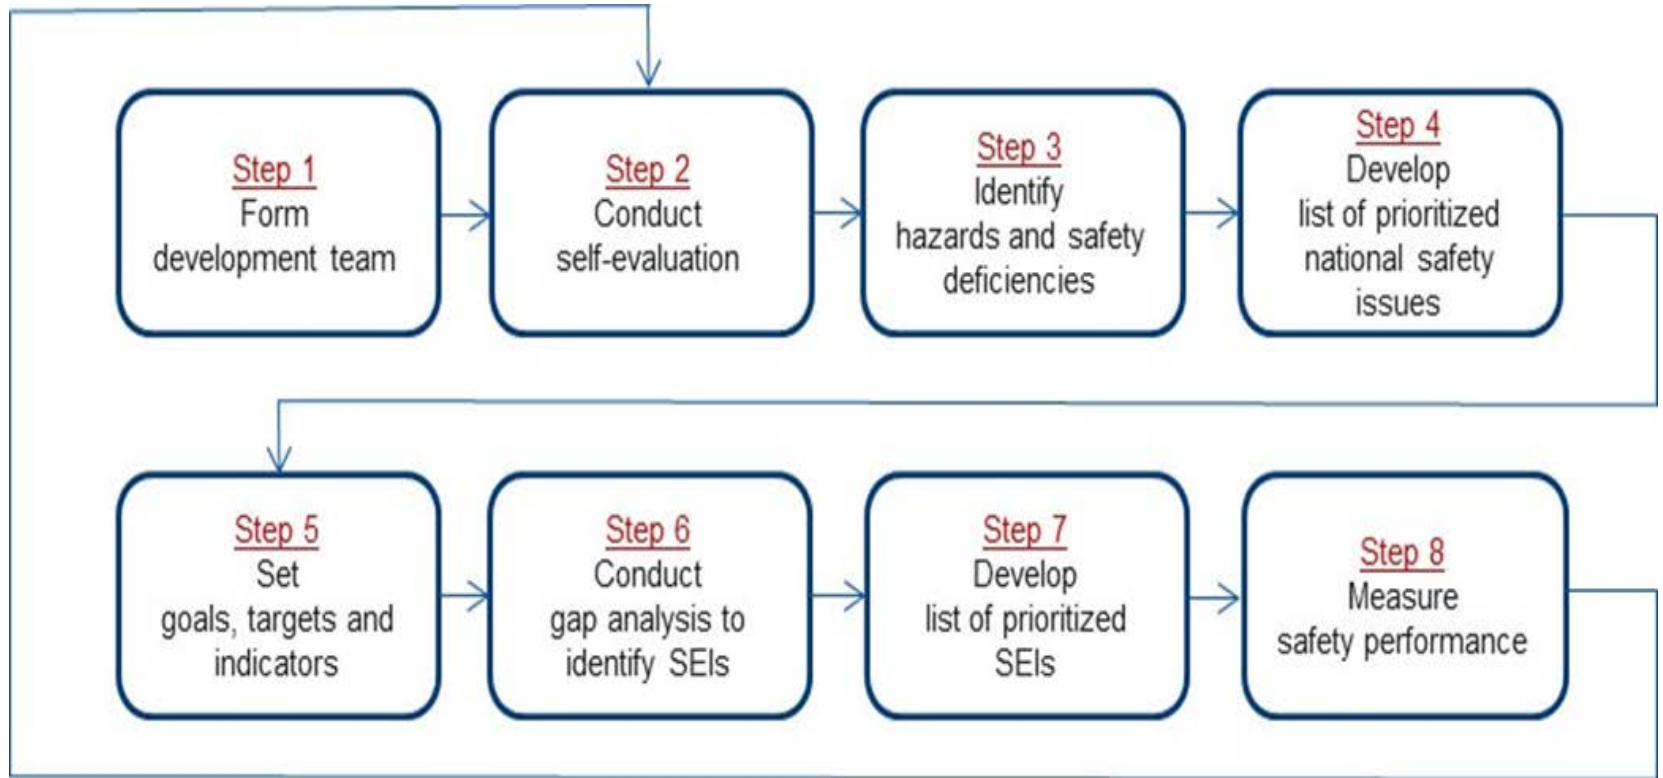 Step 1
Form
development team
Step 2
Conduct
self-evaluation
Step 3
Identify
hazards and safety
deficiencies
Step 4
Develop
list of prioritized
national safety
issues
Step 5
Set
goals, targets and
indicators
Step 6
Conduct
gap analysis to
identify SEIs
Step 7
Develop
list of prioritized
SEIs
Step 8
Measure
safety performance